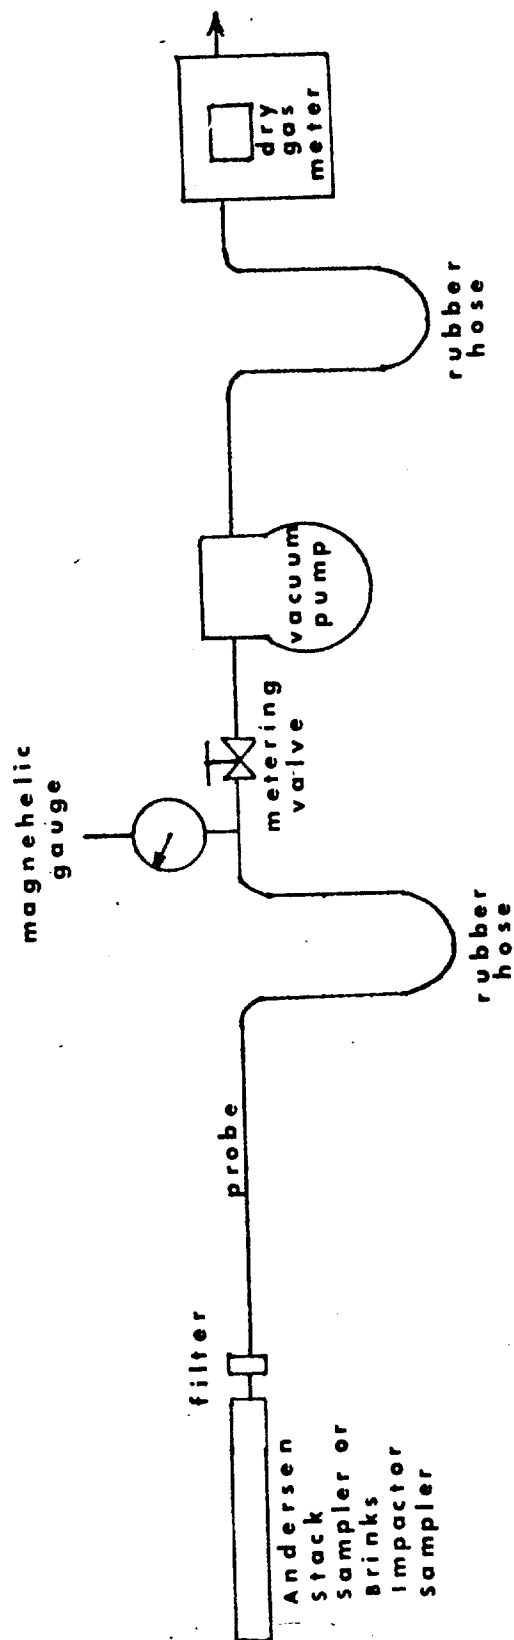 Andersen
Stack
Sampler or
Brinks
Impactor
Sampler
filter
probe
rubber
hose
magnehelic
gauge
metering
valve
vacuum
pump
rubber
hose
dry
gas
meter